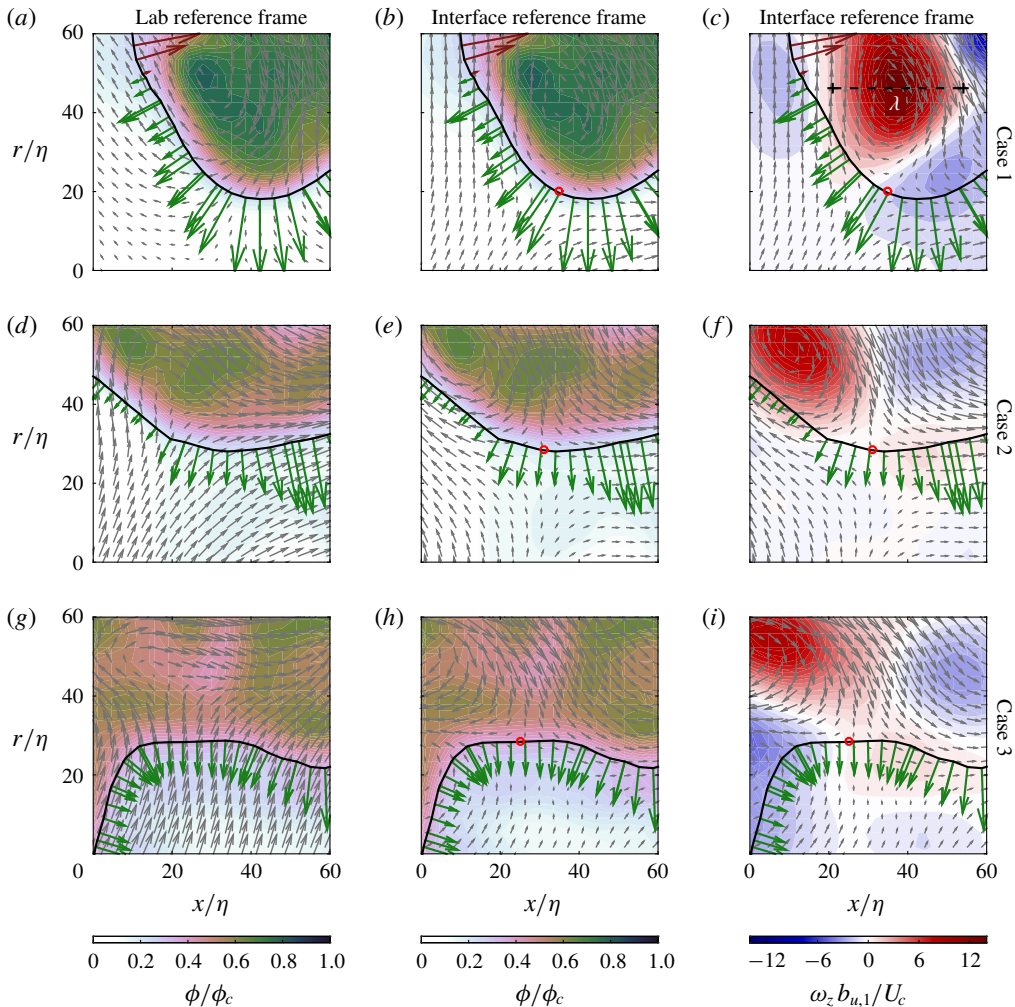 (a) Lab reference frame (b) Interface reference frame (c) Interface reference frame
60
40
r/η
20
0
λ
Case 1
(d) (e) (f)
60
40
r/η
20
0
Case 2
(g) (h) (i)
60
40
r/η
20
0
Case 3
20 40 60 0 20 40 60 0 20 40 60
x/η x/η x/η
0 0.2 0.4 0.6 0.8 1.0 0 0.2 0.4 0.6 0.8 1.0 −12 −6 0 6 12
ϕ/ϕc ϕ/ϕc ωz bu,1/Uc